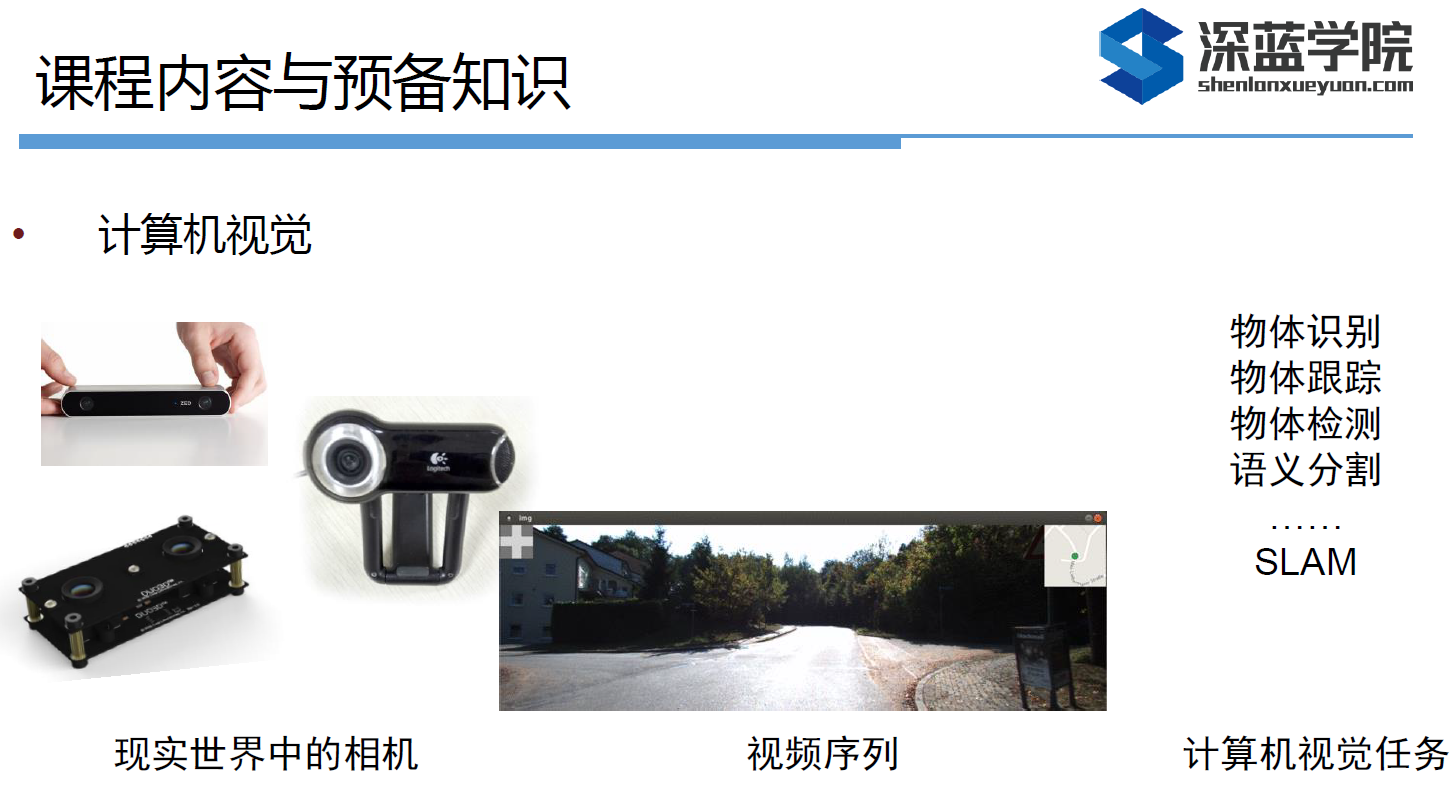 课程内容与预备知识
深蓝学院
shenlanxueyuan.com
• 计算机视觉
ZED
Logitech
DUO3D
img
物体识别
物体跟踪
物体检测
语义分割
……
SLAM
现实世界中的相机
视频序列
计算机视觉任务